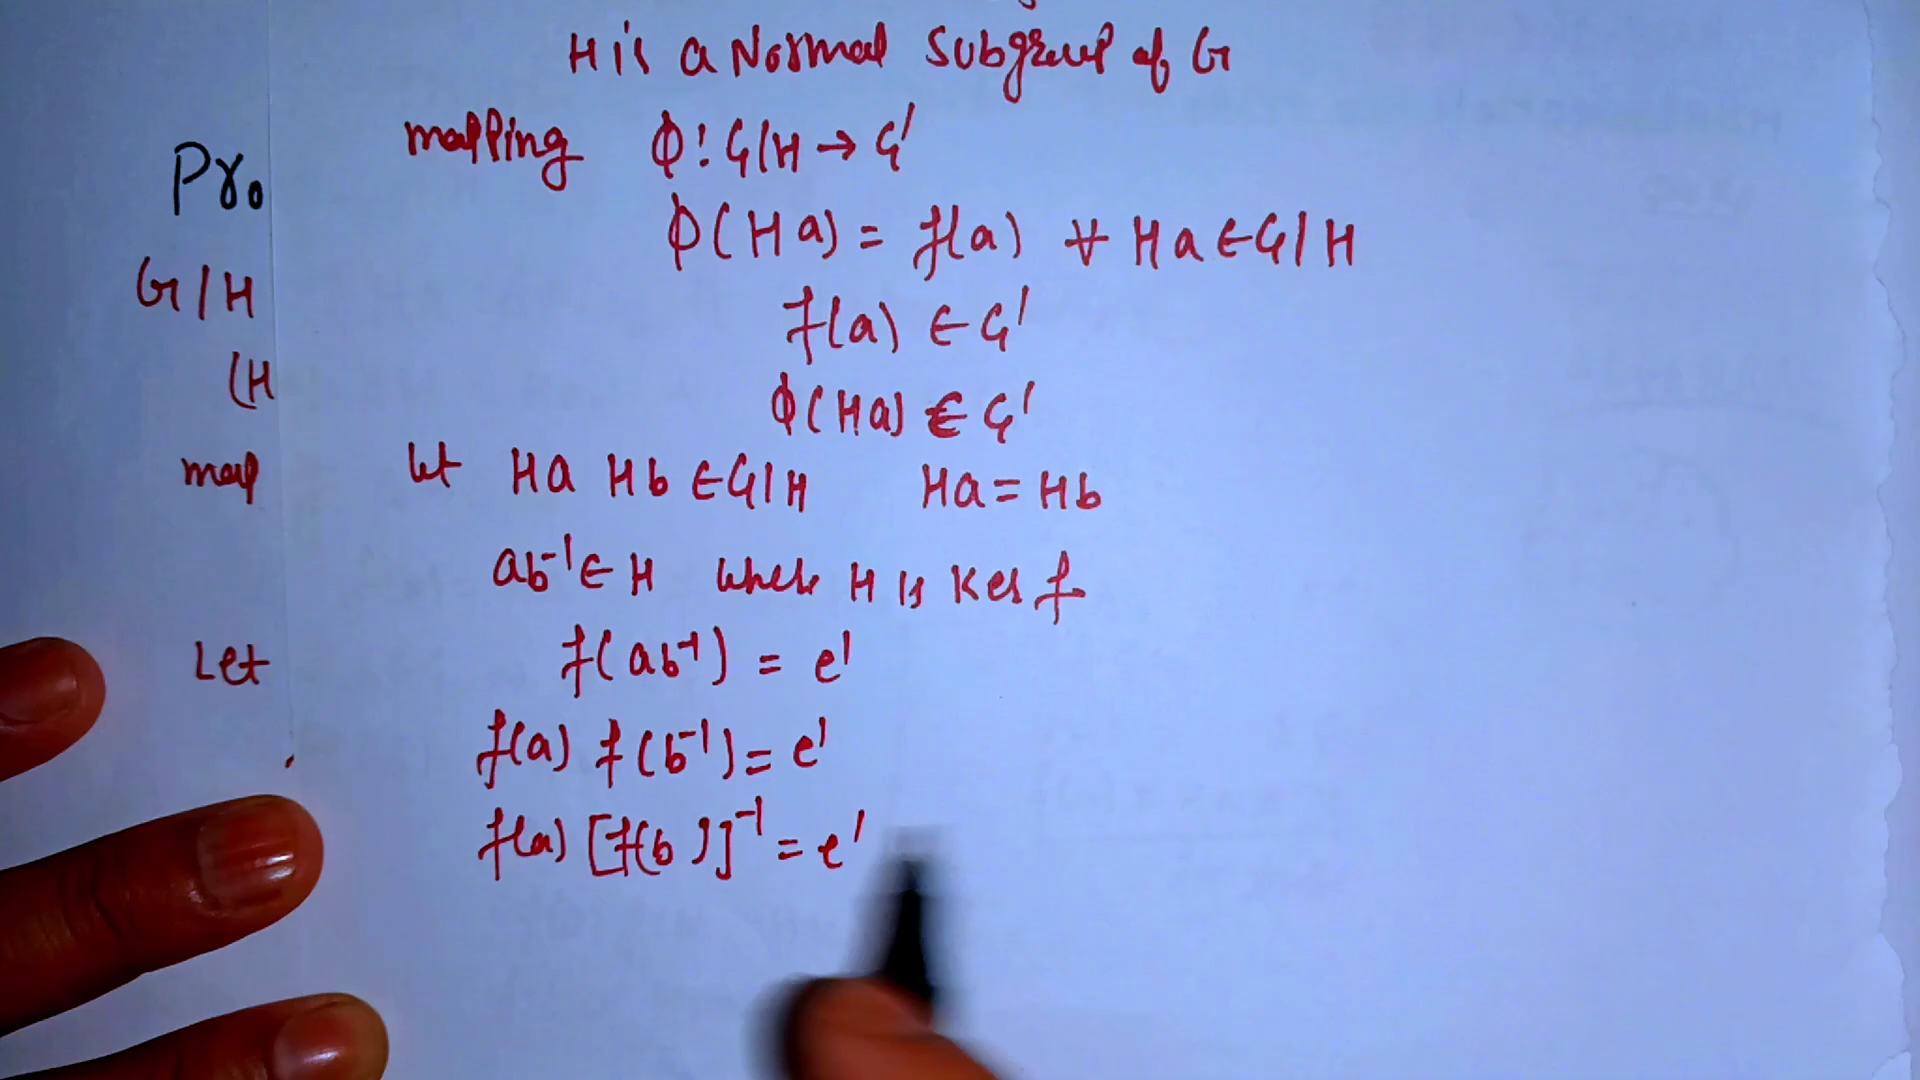 H is a Normal Subgroup of G
mapping Φ: G/H → G'
Φ(Ha) = f(a) ∀ Ha ∈ G/H
f(a) ∈ G'
Φ(Ha) ∈ G'
let Ha Hb ∈ G/H Ha = Hb
ab⁻¹ ∈ H where H is Ker f
f(ab⁻¹) = e'
f(a) f(b⁻¹) = e'
f(a) [f(b)]⁻¹ = e'
Pro
G/H
(H
map
Let